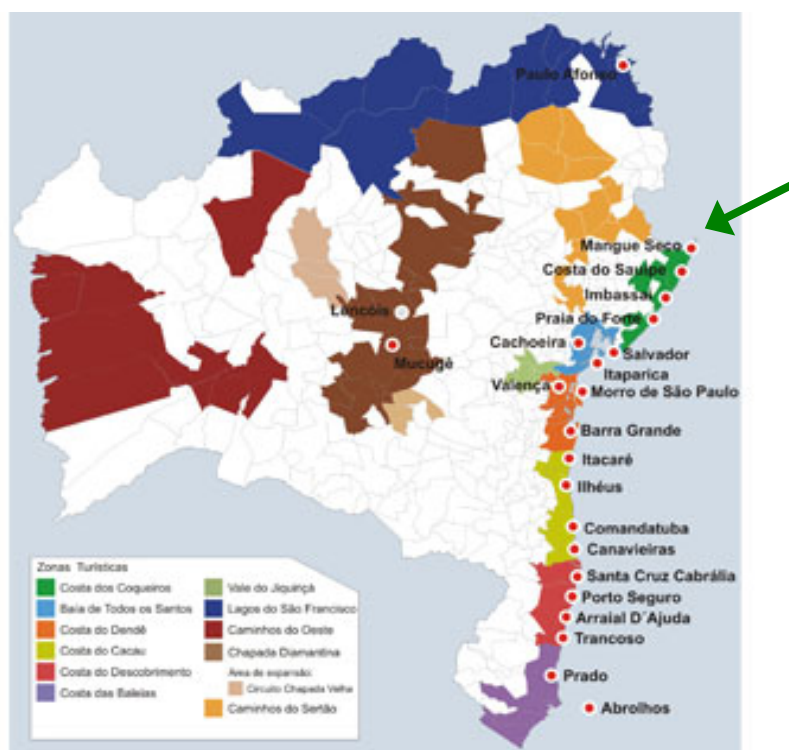 Paulo Afonso
Mangue Seco
Costa do Sauípe
Imbassaí
Praia do Forte
Lençóis
Cachoeira
Salvador
Mucugê
Itaparica
Valença
Morro de São Paulo
Barra Grande
Itacaré
Ilhéus
Comandatuba
Canavieiras
Santa Cruz Cabrália
Porto Seguro
Arraial D´Ajuda
Trancoso
Prado
Abrolhos
Zonas Turísticas
Costa dos Coqueiros
Baía de Todos os Santos
Costa do Dendê
Costa do Cacau
Costa do Descobrimento
Costa das Baleias
Vale do Jiquiriçá
Lagos do São Francisco
Caminhos do Oeste
Chapada Diamantina
Área de expansão:
Circuito Chapada Velha
Caminhos do Sertão